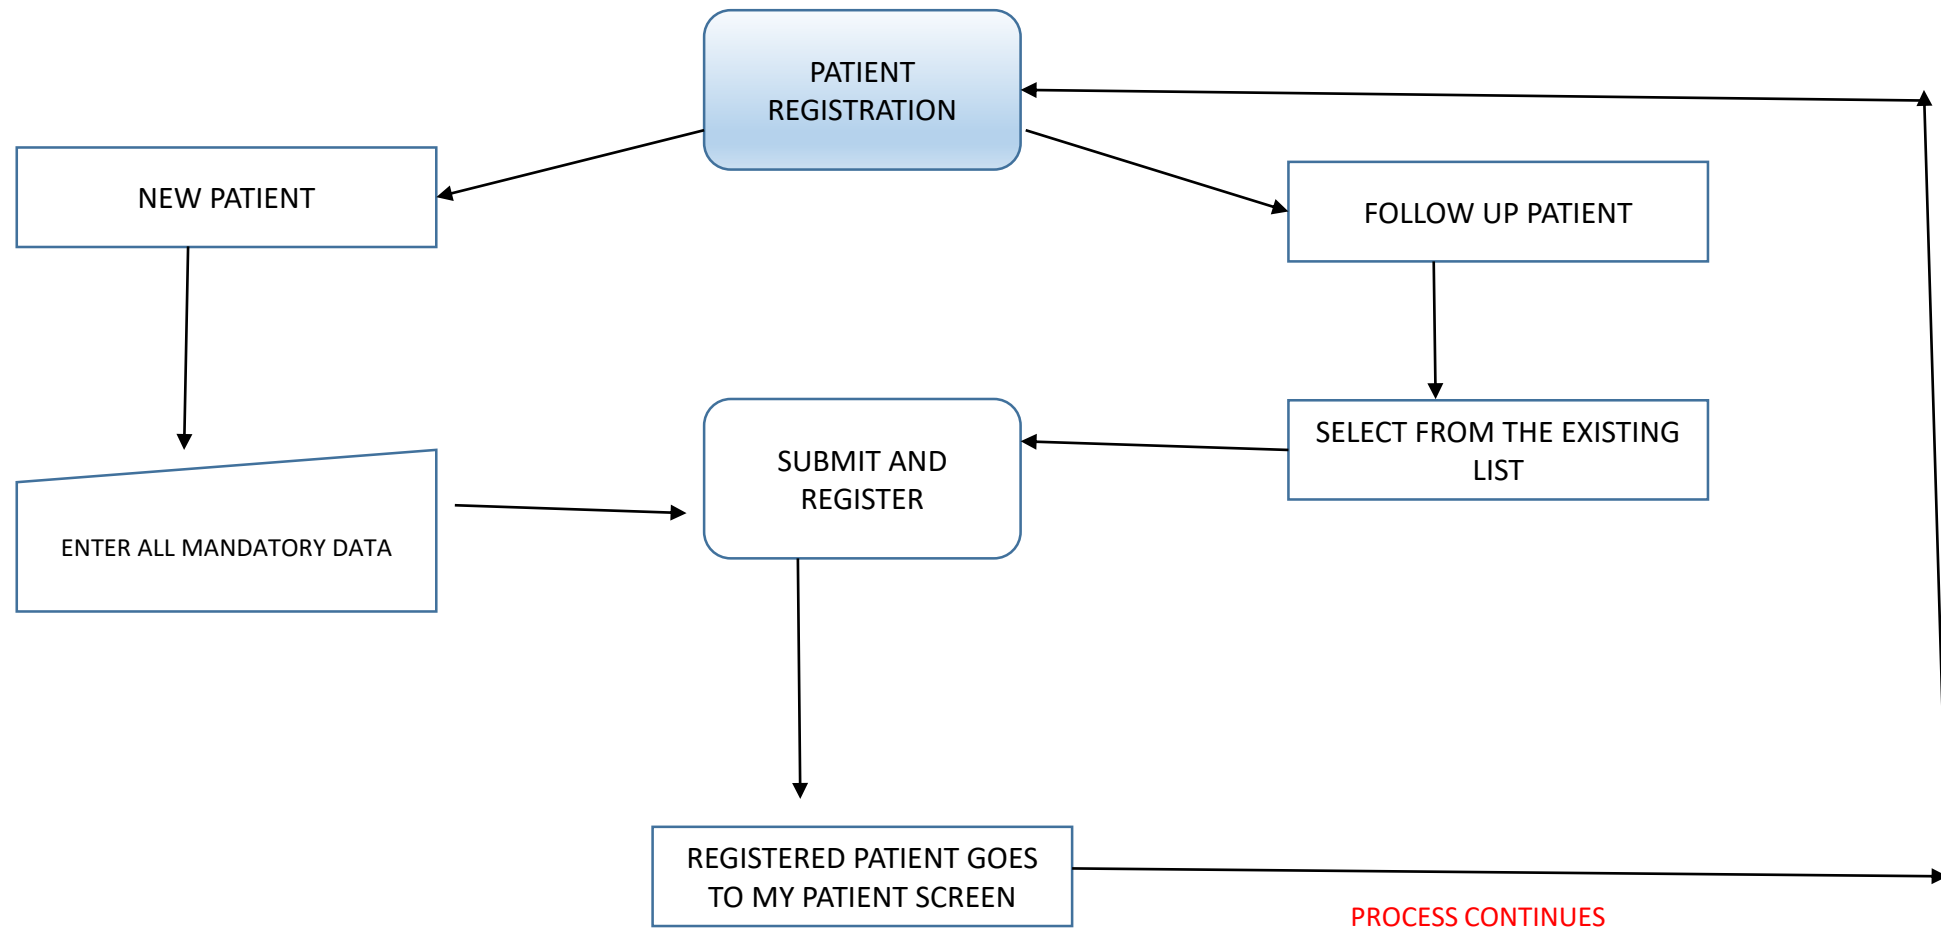 PATIENT
REGISTRATION
NEW PATIENT
FOLLOW UP PATIENT
SELECT FROM THE EXISTING
LIST
SUBMIT AND
REGISTER
ENTER ALL MANDATORY DATA
REGISTERED PATIENT GOES
TO MY PATIENT SCREEN
PROCESS CONTINUES